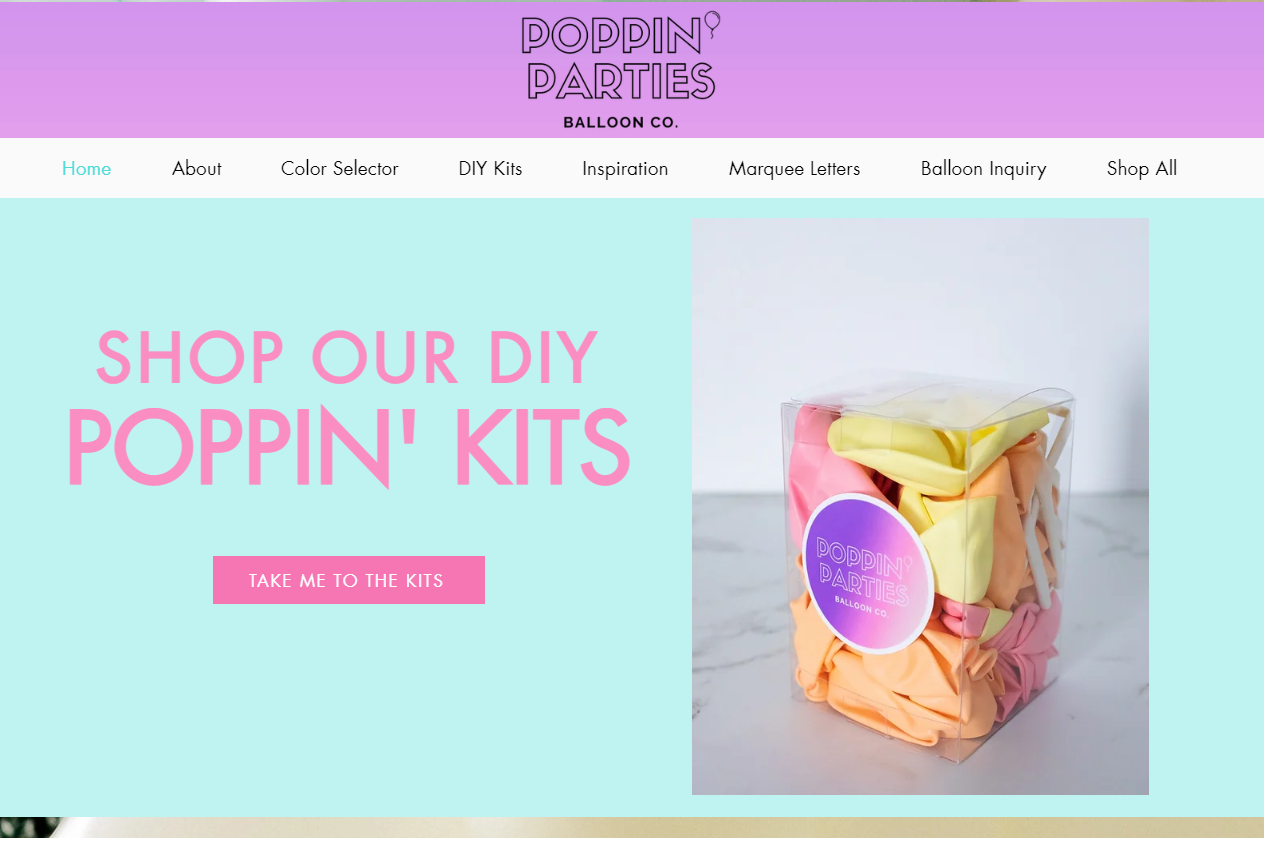 POPPIN'
PARTIES
BALLOON CO.
Home About Color Selector DIY Kits Inspiration Marquee Letters Balloon Inquiry Shop All
SHOP OUR DIY
POPPIN' KITS
TAKE ME TO THE KITS
POPPIN'
PARTIES
BALLOON CO.